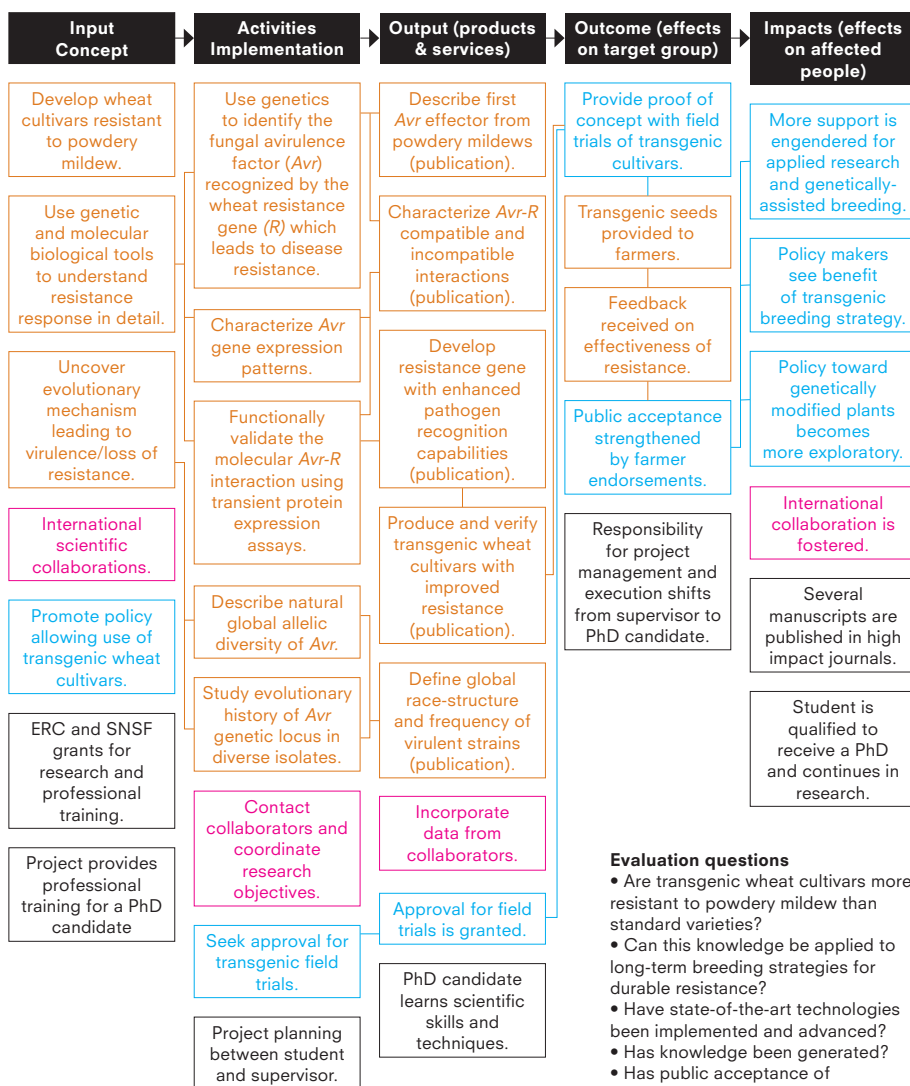 Input
Concept
Activities
Implementation
Output (products
& services)
Outcome (effects
on target group)
Impacts (effects
on affected
people)
Develop wheat
cultivars resistant
to powdery
mildew.
Use genetic
and molecular
biological tools
to understand
resistance
response in detail.
Uncover
evolutionary
mechanism
leading to
virulence/loss of
resistance.
International
scientific
collaborations.
Promote policy
allowing use of
transgenic wheat
cultivars.
ERC and SNSF
grants for
research and
professional
training.
Project provides
professional
training for a PhD
candidate
Use genetics
to identify the
fungal avirulence
factor (Avr)
recognized by the
wheat resistance
gene (R) which
leads to disease
resistance.
Characterize Avr
gene expression
patterns.
Functionally
validate the
molecular Avr-R
interaction using
transient protein
expression
assays.
Describe natural
global allelic
diversity of Avr.
Study evolutionary
history of Avr
genetic locus in
diverse isolates.
Contact
collaborators and
coordinate
research
objectives.
Seek approval for
transgenic field
trials.
Project planning
between student
and supervisor.
Describe first
Avr effector from
powdery mildews
(publication).
Characterize Avr-R
compatible and
incompatible
interactions
(publication).
Develop
resistance gene
with enhanced
pathogen
recognition
capabilities
(publication).
Produce and verify
transgenic wheat
cultivars with
improved
resistance
(publication).
Define global
race-structure
and frequency of
virulent strains
(publication).
Incorporate
data from
collaborators.
Approval for field
trials is granted.
PhD candidate
learns scientific
skills and
techniques.
Provide proof of
concept with field
trials of transgenic
cultivars.
Transgenic seeds
provided to
farmers.
Feedback
received on
effectiveness of
resistance.
Public acceptance
strengthened
by farmer
endorsements.
Responsibility
for project
management and
execution shifts
from supervisor to
PhD candidate.
More support is
engendered for
applied research
and genetically-
assisted breeding.
Policy makers
see benefit
of transgenic
breeding strategy.
Policy toward
genetically
modified plants
becomes
more exploratory.
International
collaboration is
fostered.
Several
manuscripts are
published in high
impact journals.
Student is
qualified to
receive a PhD
and continues in
research.
Evaluation questions
• Are transgenic wheat cultivars more
resistant to powdery mildew than
standard varieties?
• Can this knowledge be applied to
long-term breeding strategies for
durable resistance?
• Have state-of-the-art technologies
been implemented and advanced?
• Has knowledge been generated?
• Has public acceptance of